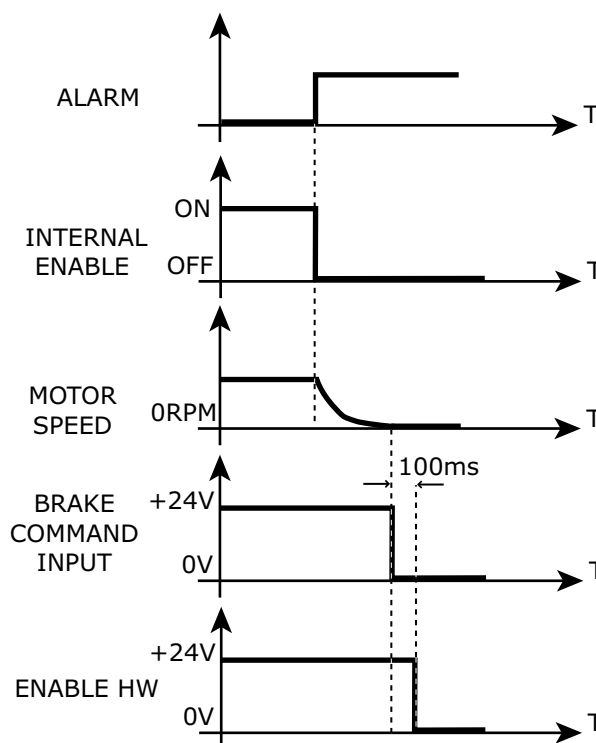 ALARM
T
ON
INTERNAL
ENABLE
OFF
T
MOTOR
SPEED
0RPM
T
100ms
+24V
BRAKE
COMMAND
INPUT
0V
T
+24V
ENABLE HW
0V
T